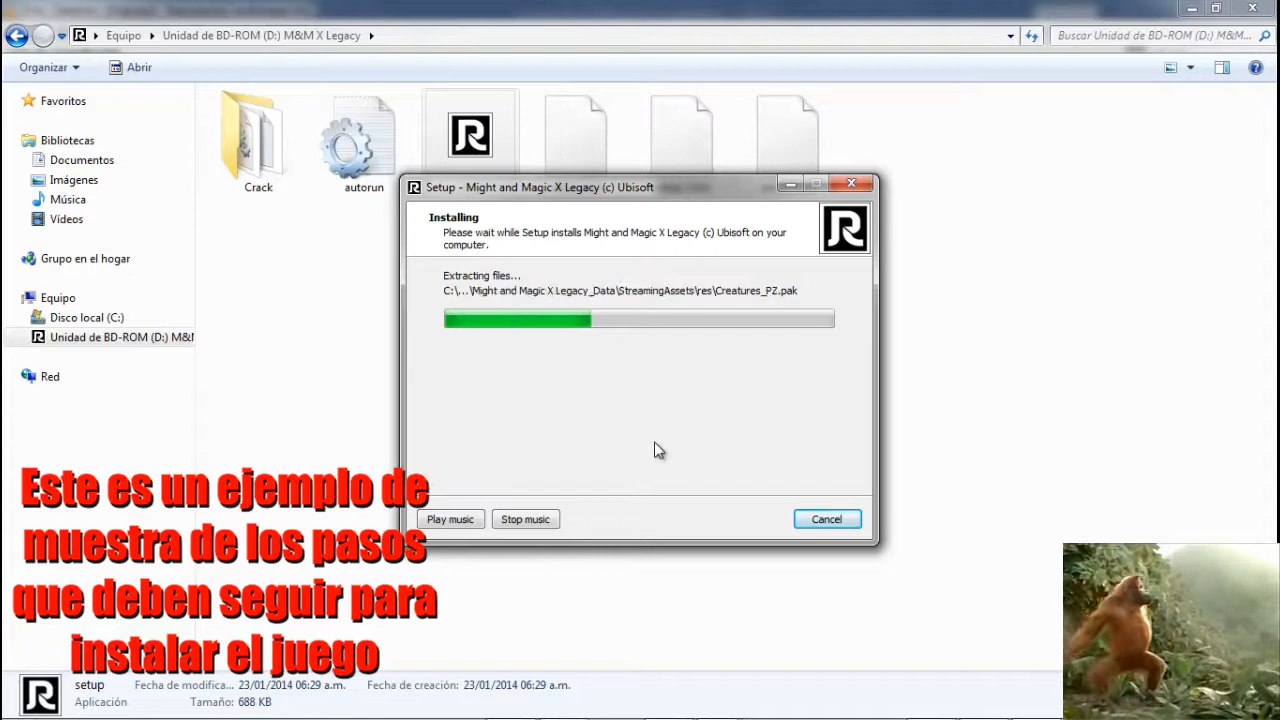 Equipo
Unidad de BD-ROM (D:) M&M X Legacy
Buscar Unidad de BD-ROM (D:) M&M...
Organizar
Abrir
Favoritos
Bibliotecas
Documentos
Imágenes
Música
Vídeos
Grupo en el hogar
Equipo
Disco local (C:)
Unidad de BD-ROM (D:) M&M
Red
Crack
autorun
Setup - Might and Magic X Legacy (c) Ubisoft
Installing
Please wait while Setup installs Might and Magic X Legacy (c) Ubisoft on your
computer.
Extracting files...
C:\...\Might and Magic X Legacy_Data\StreamingAssets\res\Creatures_PZ.pak
Play music
Stop music
Cancel
Este es un ejemplo de
muestra de los pasos
que deben seguir para
instalar el juego
setup
Fecha de modifica... 23/01/2014 06:29 a.m.
Fecha de creación: 23/01/2014 06:29 a.m.
Aplicación
Tamaño: 688 KB